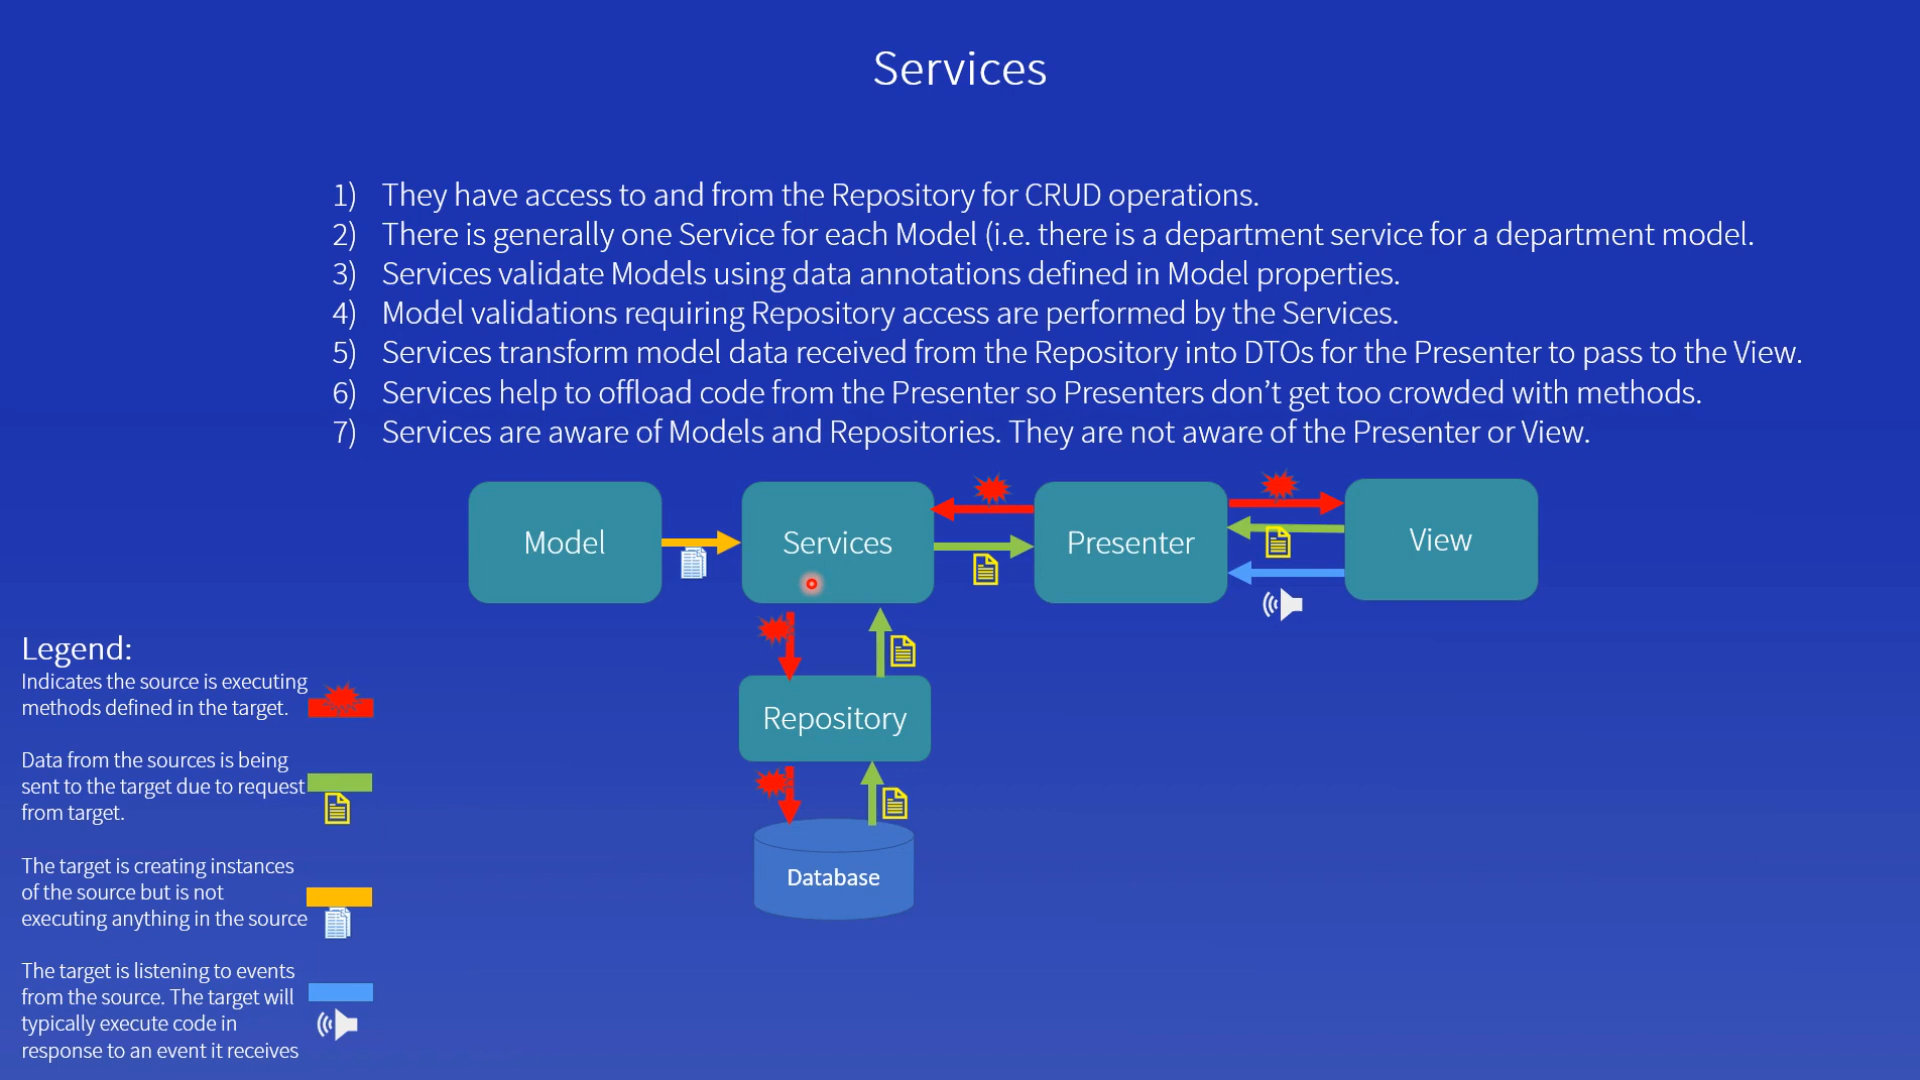 Services
1) They have access to and from the Repository for CRUD operations.
2) There is generally one Service for each Model (i.e. there is a department service for a department model.
3) Services validate Models using data annotations defined in Model properties.
4) Model validations requiring Repository access are performed by the Services.
5) Services transform model data received from the Repository into DTOs for the Presenter to pass to the View.
6) Services help to offload code from the Presenter so Presenters don’t get too crowded with methods.
7) Services are aware of Models and Repositories. They are not aware of the Presenter or View.
Model
Services
Presenter
View
Repository
Database
Legend:
Indicates the source is executing
methods defined in the target.
Data from the sources is being
sent to the target due to request
from target.
The target is creating instances
of the source but is not
executing anything in the source
The target is listening to events
from the source. The target will
typically execute code in
response to an event it receives